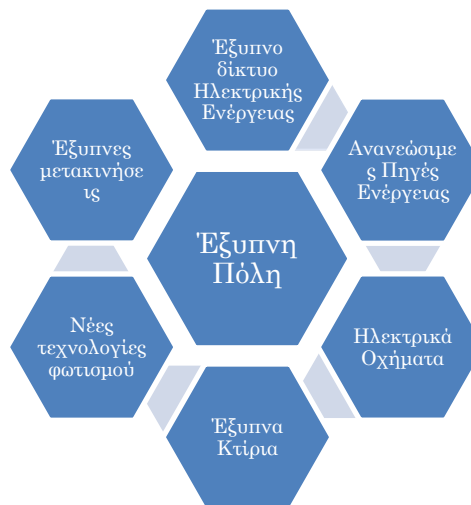 Έξυπνο
δίκτυο
Ηλεκτρικής
Ενέργειας
Ανανεώσιμε
ς Πηγές
Ενέργειας
Ηλεκτρικά
Οχήματα
Έξυπνα
Κτίρια
Νέες
τεχνολογίες
φωτισμού
Έξυπνες
μετακινήσε
ις
Έξυπνη
Πόλη